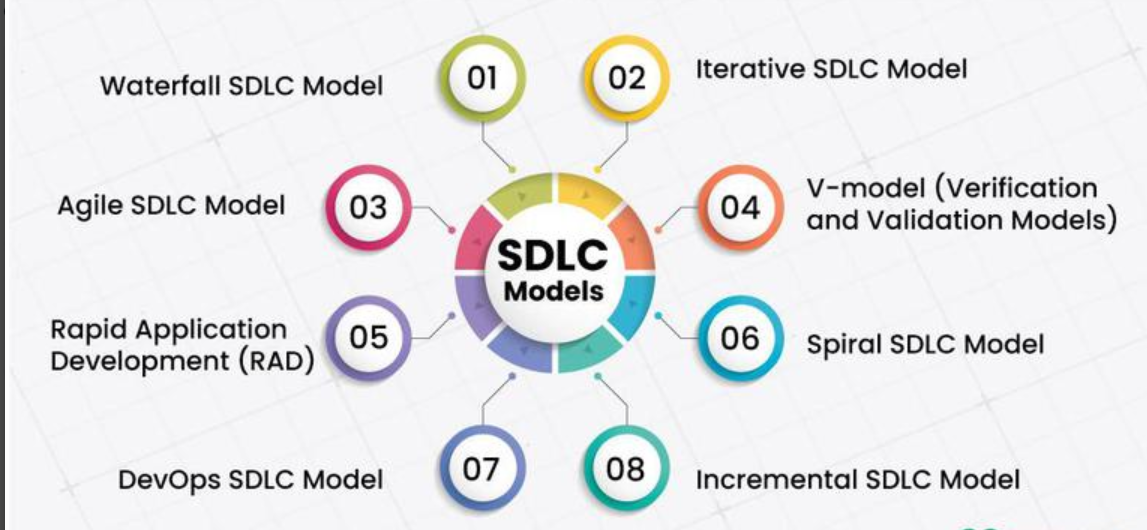 01
Waterfall SDLC Model
02
Iterative SDLC Model
03
Agile SDLC Model
04
V-model (Verification
and Validation Models)
SDLC
Models
05
Rapid Application
Development (RAD)
06
Spiral SDLC Model
07
DevOps SDLC Model
08
Incremental SDLC Model